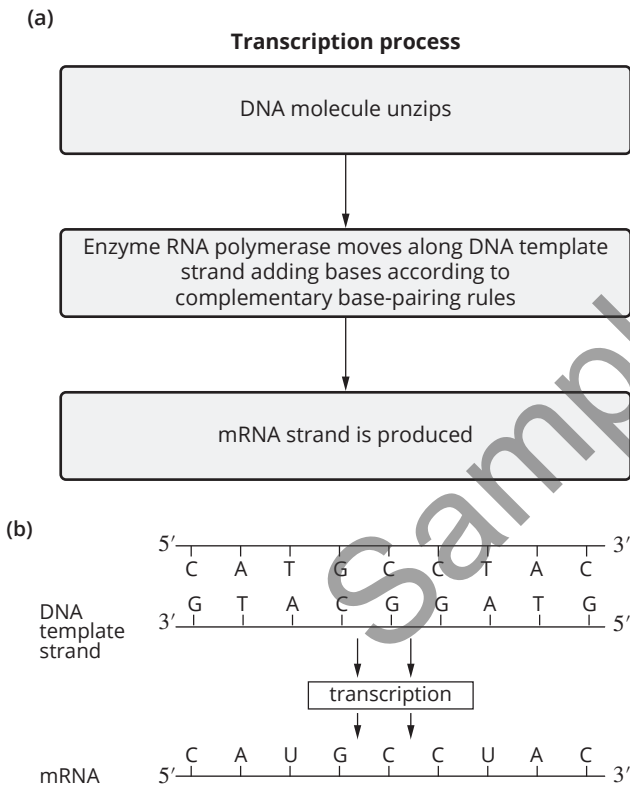 (a)
Transcription process
DNA molecule unzips
Enzyme RNA polymerase moves along DNA template
strand adding bases according to
complementary base-pairing rules
mRNA strand is produced
(b)
5′ 3′
C A T G C C T A C
G T A C G G A T G
DNA
template
strand
3′ 5′
transcription
C A U G C C U A C
mRNA 5′ 3′
Sampl